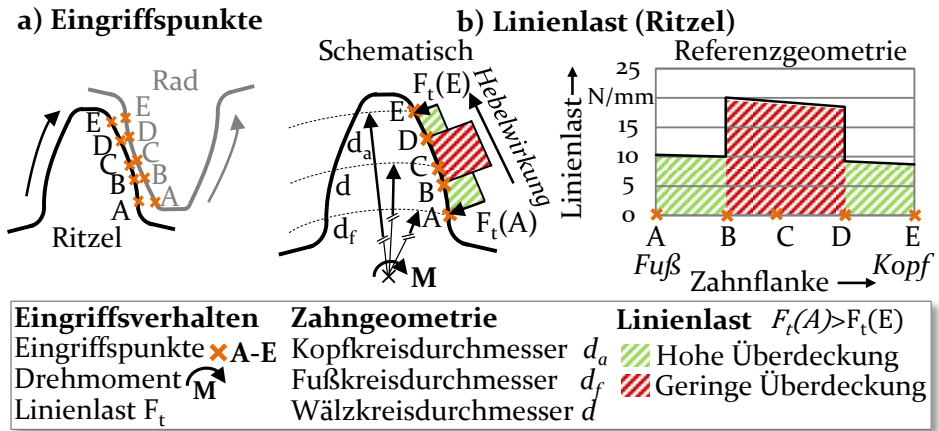 a) Eingriffspunkte
Rad
E
E
D
D
C
C
B
B
A
A
Ritzel
b) Linienlast (Ritzel)
Schematisch
Ft(E)
Hebelwirkung
E
D
C
B
A
da
d
df
Ft(A)
M
Referenzgeometrie
Linienlast
25
N/mm
15
10
5
0
A
B
C
D
E
Fuß
Kopf
Zahnflanke
Eingriffsverhalten
Eingriffspunkte A-E
Drehmoment M
Linienlast Ft
Zahngeometrie
Kopfkreisdurchmesser da
Fußkreisdurchmesser df
Wälzkreisdurchmesser d
Linienlast Ft(A)>Ft(E)
Hohe Überdeckung
Geringe Überdeckung